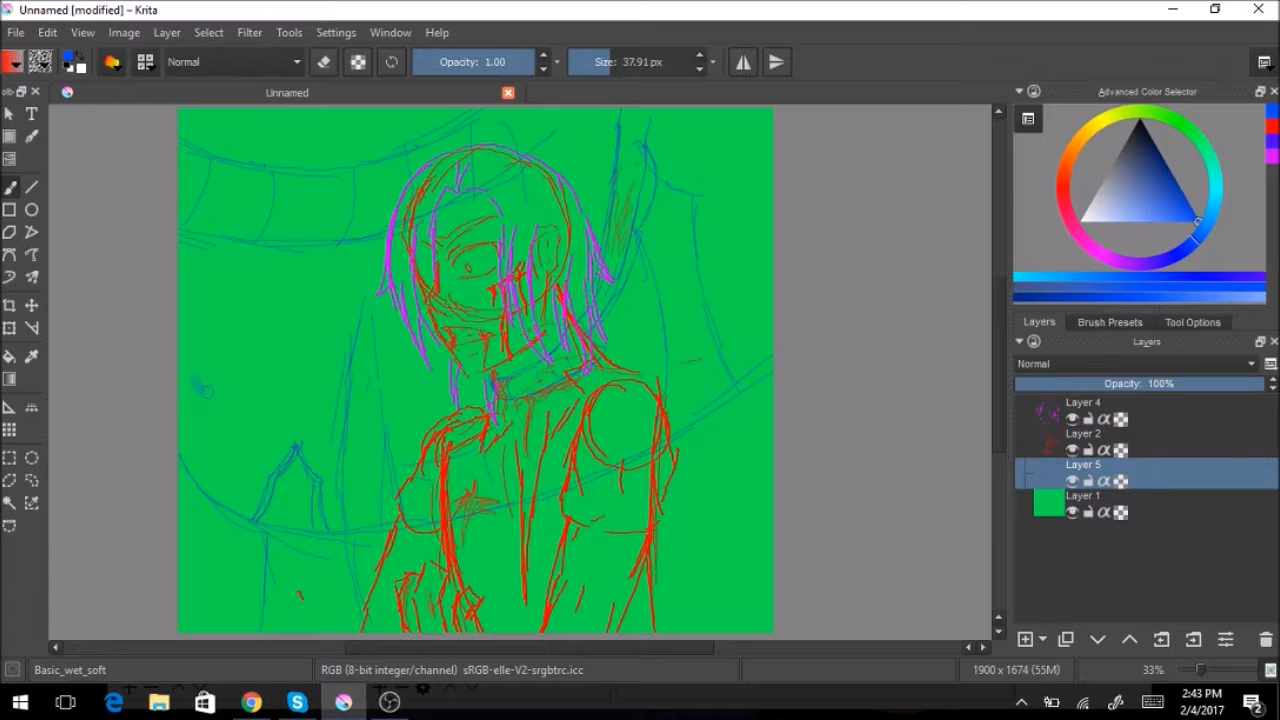 Unnamed [modified] - Krita
File Edit View Image Layer Select Filter Tools Settings Window Help
Normal Opacity: 1.00 Size: 37.91 px
Unnamed Advanced Color Selector
T
Layers Brush Presets Tool Options
Layers
Normal
Opacity: 100%
Layer 4
Layer 2
Layer 5
Layer 1
Basic_wet_soft RGB (8-bit integer/channel) sRGB-elle-V2-srgbtrc.icc 1900 x 1674 (55M) 33%
2:43 PM
2/4/2017
2